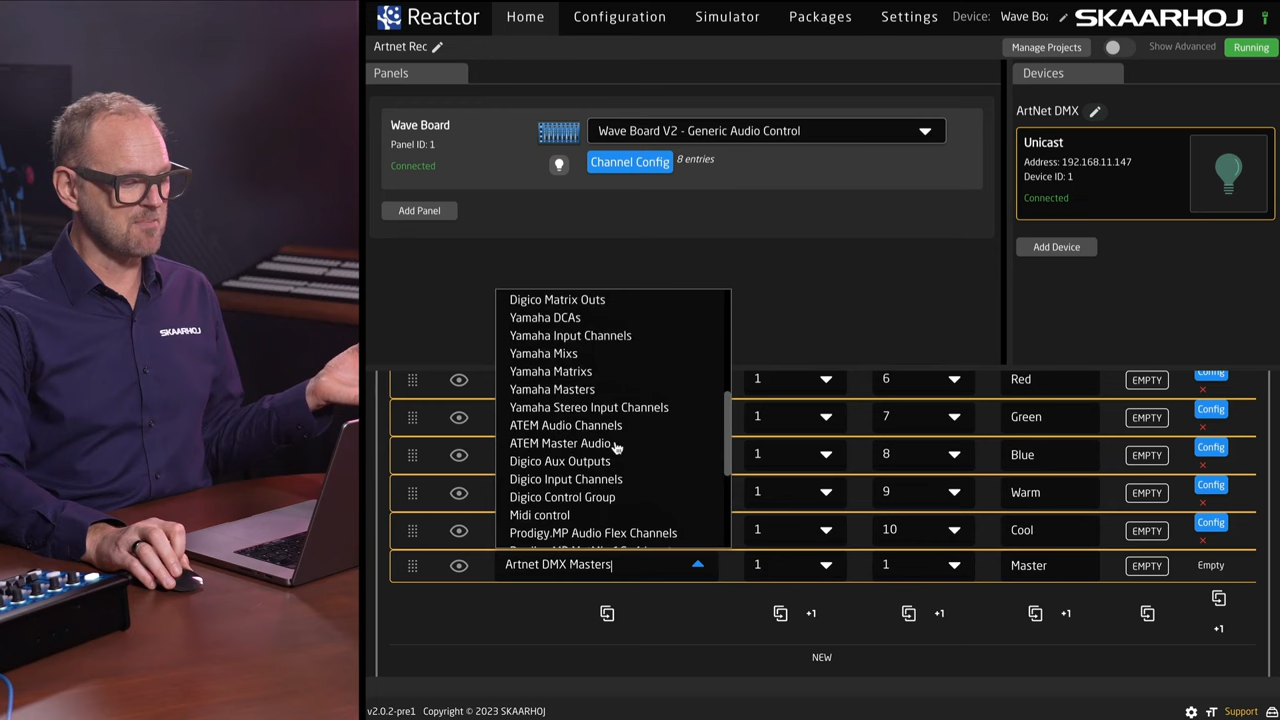 Reactor Home Configuration Simulator Packages Settings Device: Wave Boa SKAARHOJ
Artnet Rec Manage Projects Show Advanced Running
Panels Devices
Wave Board
Panel ID: 1
Connected
Wave Board V2 - Generic Audio Control
Channel Config 8 entries
Add Panel
ArtNet DMX
Unicast
Address: 192.168.11.147
Device ID: 1
Connected
Add Device
SKAARHOJ
Digico Matrix Outs
Yamaha DCAs
Yamaha Input Channels
Yamaha Mixs
Yamaha Matrixs
Yamaha Masters
Yamaha Stereo Input Channels
ATEM Audio Channels
ATEM Master Audio
Digico Aux Outputs
Digico Input Channels
Digico Control Group
Midi control
Prodigy.MP Audio Flex Channels
1 6 Red EMPTY Config
1 7 Green EMPTY Config
1 8 Blue EMPTY Config
1 9 Warm EMPTY Config
1 10 Cool EMPTY Config
Artnet DMX Masters 1 1 Master EMPTY Empty
+1 +1 +1
+1
NEW
v2.0.2-pre1 Copyright © 2023 SKAARHOJ Support